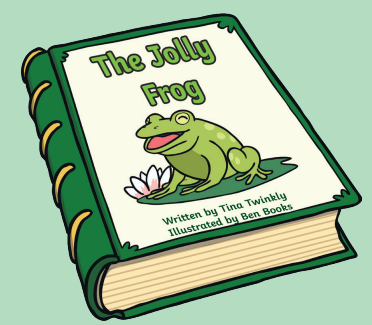 The Jolly
Frog
Written by Tina Twinkly
Illustrated by Ben Books